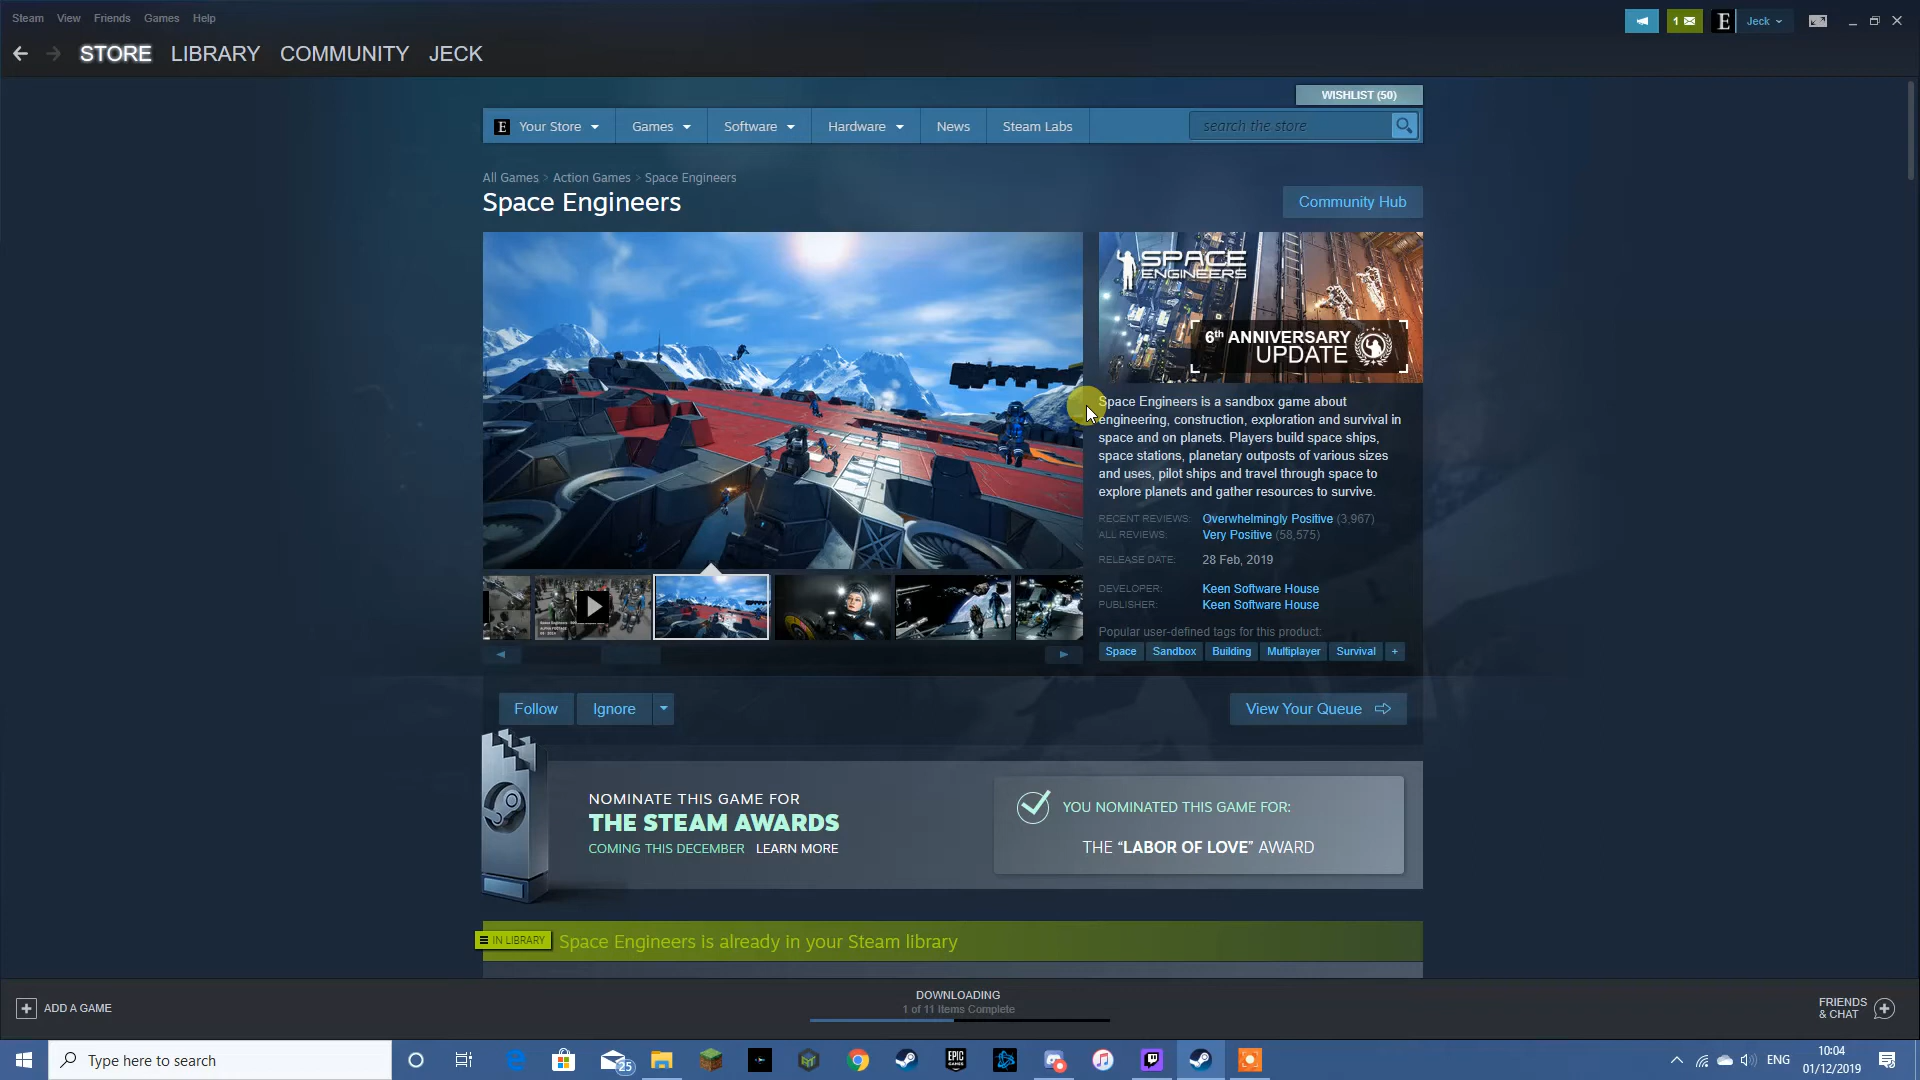 Steam View Friends Games Help
1
E Jeck
STORE LIBRARY COMMUNITY JECK
WISHLIST (50)
E Your Store Games Software Hardware News Steam Labs search the store
All Games > Action Games > Space Engineers
Space Engineers
Community Hub
SPACE
ENGINEERS
6th ANNIVERSARY
UPDATE
Space Engineers is a sandbox game about
engineering, construction, exploration and survival in
space and on planets. Players build space ships,
space stations, planetary outposts of various sizes
and uses, pilot ships and travel through space to
explore planets and gather resources to survive.
RECENT REVIEWS: Overwhelmingly Positive (3,967)
ALL REVIEWS: Very Positive (58,575)
RELEASE DATE: 28 Feb, 2019
DEVELOPER: Keen Software House
PUBLISHER: Keen Software House
Popular user-defined tags for this product:
Space Sandbox Building Multiplayer Survival +
Follow Ignore View Your Queue
NOMINATE THIS GAME FOR
THE STEAM AWARDS
COMING THIS DECEMBER LEARN MORE
YOU NOMINATED THIS GAME FOR:
THE “LABOR OF LOVE” AWARD
IN LIBRARY Space Engineers is already in your Steam library
ADD A GAME
DOWNLOADING
1 of 11 Items Complete
FRIENDS
& CHAT
Type here to search
25
EPIC
GAMES
ENG
10:04
01/12/2019